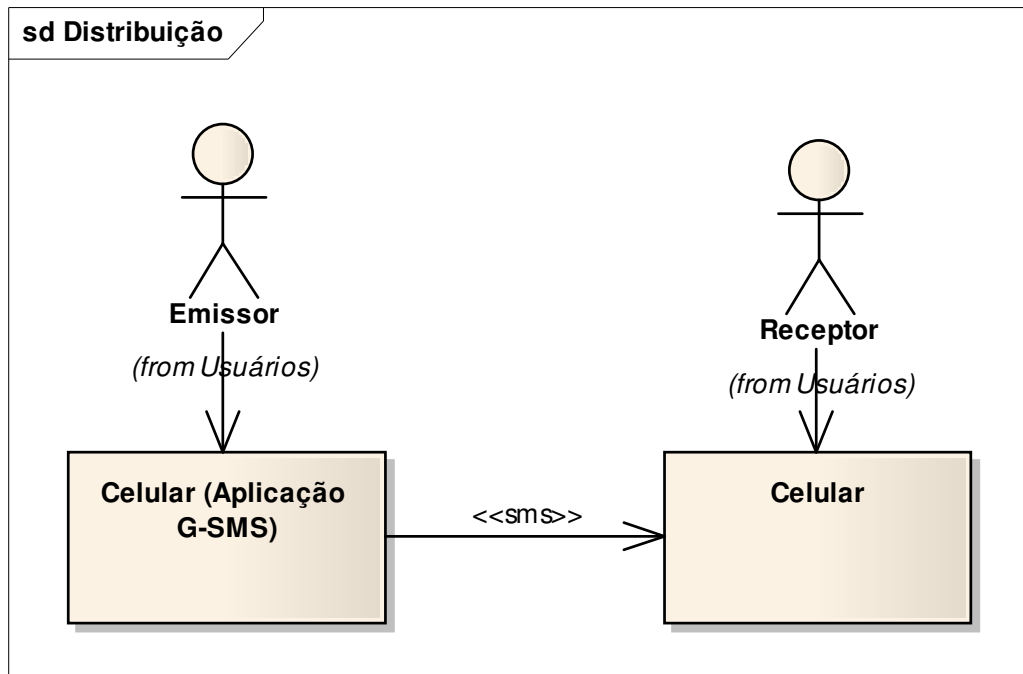 sd Distribuição
Emissor
(from Usuários)
Receptor
(from Usuários)
Celular (Aplicação
G-SMS)
<<sms>>
Celular